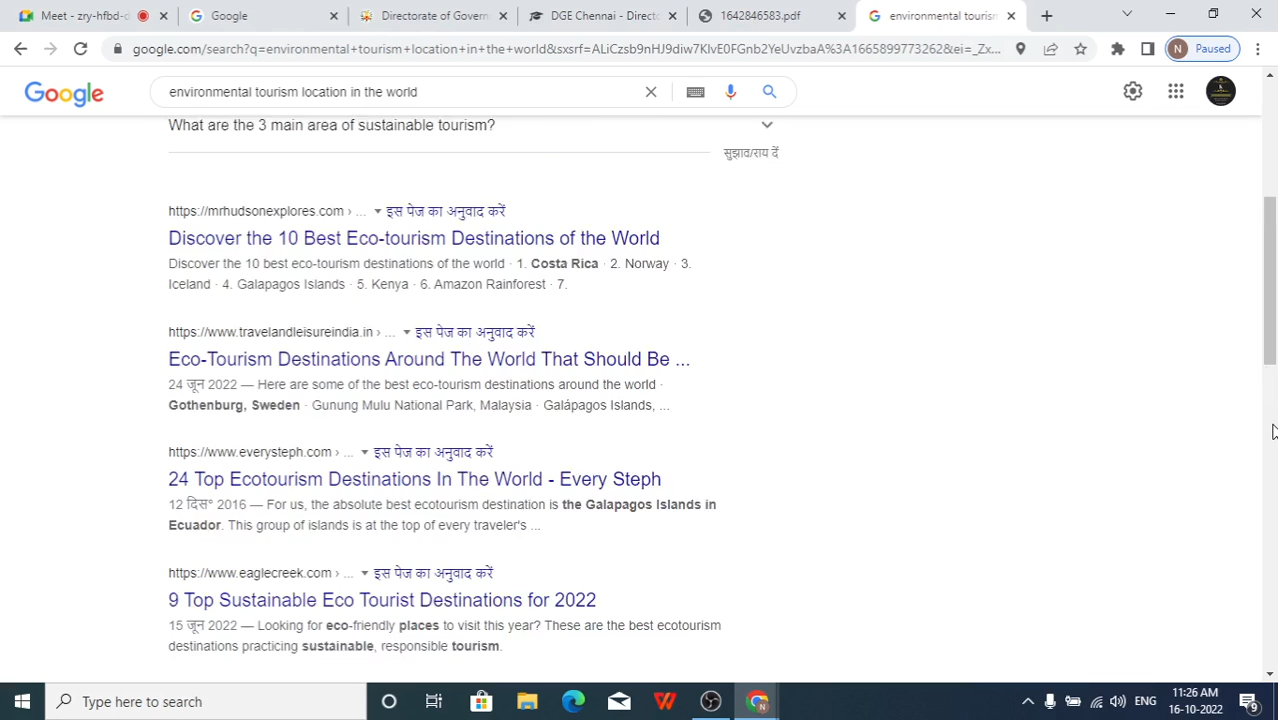 Meet - zry-hfbd-
Google
Directorate of Govern
DGE Chennai - Direct
1642846583.pdf
environmental tourism
google.com/search?q=environmental+tourism+location+in+the+world&sxsrf=ALiCzsb9nHJ9diw7KIvE0FGnb2YeUvzbaA%3A1665899773262&ei=_Zx...
N Paused
Google
environmental tourism location in the world
What are the 3 main area of sustainable tourism?
सुझाव/राय दें
https://mrhudsonexplores.com › ... इस पेज का अनुवाद करें
Discover the 10 Best Eco-tourism Destinations of the World
Discover the 10 best eco-tourism destinations of the world · 1. Costa Rica · 2. Norway · 3.
Iceland · 4. Galapagos Islands · 5. Kenya · 6. Amazon Rainforest · 7.
https://www.travelandleisureindia.in › ... इस पेज का अनुवाद करें
Eco-Tourism Destinations Around The World That Should Be ...
24 जून 2022 — Here are some of the best eco-tourism destinations around the world ·
Gothenburg, Sweden · Gunung Mulu National Park, Malaysia · Galápagos Islands, ...
https://www.everysteph.com › ... इस पेज का अनुवाद करें
24 Top Ecotourism Destinations In The World - Every Steph
12 दिस॰ 2016 — For us, the absolute best ecotourism destination is the Galapagos Islands in
Ecuador. This group of islands is at the top of every traveler's ...
https://www.eaglecreek.com › ... इस पेज का अनुवाद करें
9 Top Sustainable Eco Tourist Destinations for 2022
15 जून 2022 — Looking for eco-friendly places to visit this year? These are the best ecotourism
destinations practicing sustainable, responsible tourism.
Type here to search
ENG
11:26 AM
16-10-2022
9